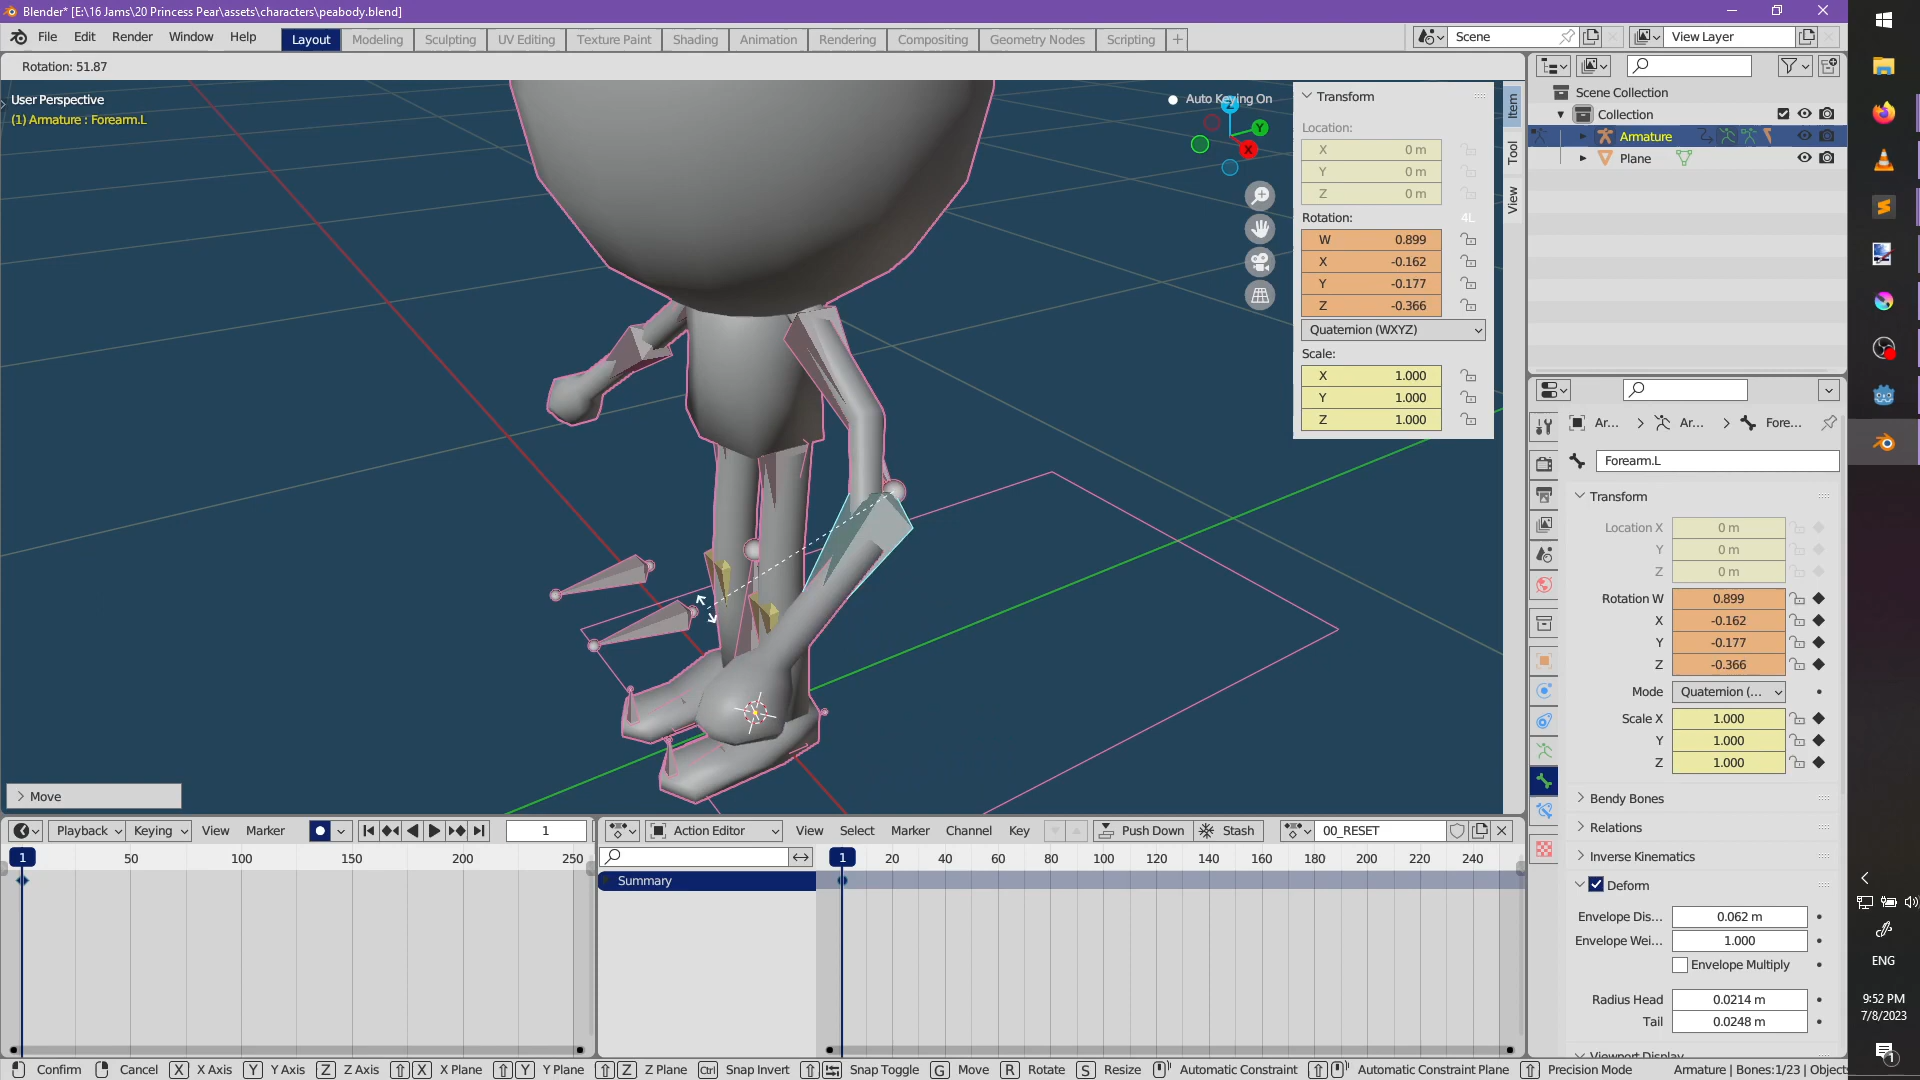 Blender* [E:\16 Jams\20 Princess Pear\assets\characters\peabody.blend]
File Edit Render Window Help Layout Modeling Sculpting UV Editing Texture Paint Shading Animation Rendering Compositing Geometry Nodes Scripting + Scene View Layer
Rotation: 51.87
User Perspective
(1) Armature : Forearm.L
Auto Keying On
Z
Y
X
Transform
Location:
X 0 m
Y 0 m
Z 0 m
Rotation: 4L
W 0.899
X -0.162
Y -0.177
Z -0.366
Quaternion (WXYZ)
Scale:
X 1.000
Y 1.000
Z 1.000
Item
Tool
View
Scene Collection
Collection
Armature
Plane
Ar... Ar... Fore...
Forearm.L
Transform
Location X 0 m
Y 0 m
Z 0 m
Rotation W 0.899
X -0.162
Y -0.177
Z -0.366
Mode Quaternion (...
Scale X 1.000
Y 1.000
Z 1.000
Bendy Bones
Relations
Inverse Kinematics
Deform
Envelope Dis... 0.062 m
Envelope Wei... 1.000
Envelope Multiply
Radius Head 0.0214 m
Tail 0.0248 m
Viewport Display
Move
Playback Keying View Marker 1
1 50 100 150 200 250
Action Editor View Select Marker Channel Key Push Down Stash 00_RESET
1 20 40 60 80 100 120 140 160 180 200 220 240
Summary
Confirm Cancel X X Axis Y Y Axis Z Z Axis X X Plane Y Y Plane Z Z Plane Ctrl Snap Invert Snap Toggle G Move R Rotate S Resize Automatic Constraint Automatic Constraint Plane Precision Mode Armature | Bones:1/23 | Objects
ENG
9:52 PM
7/8/2023
1